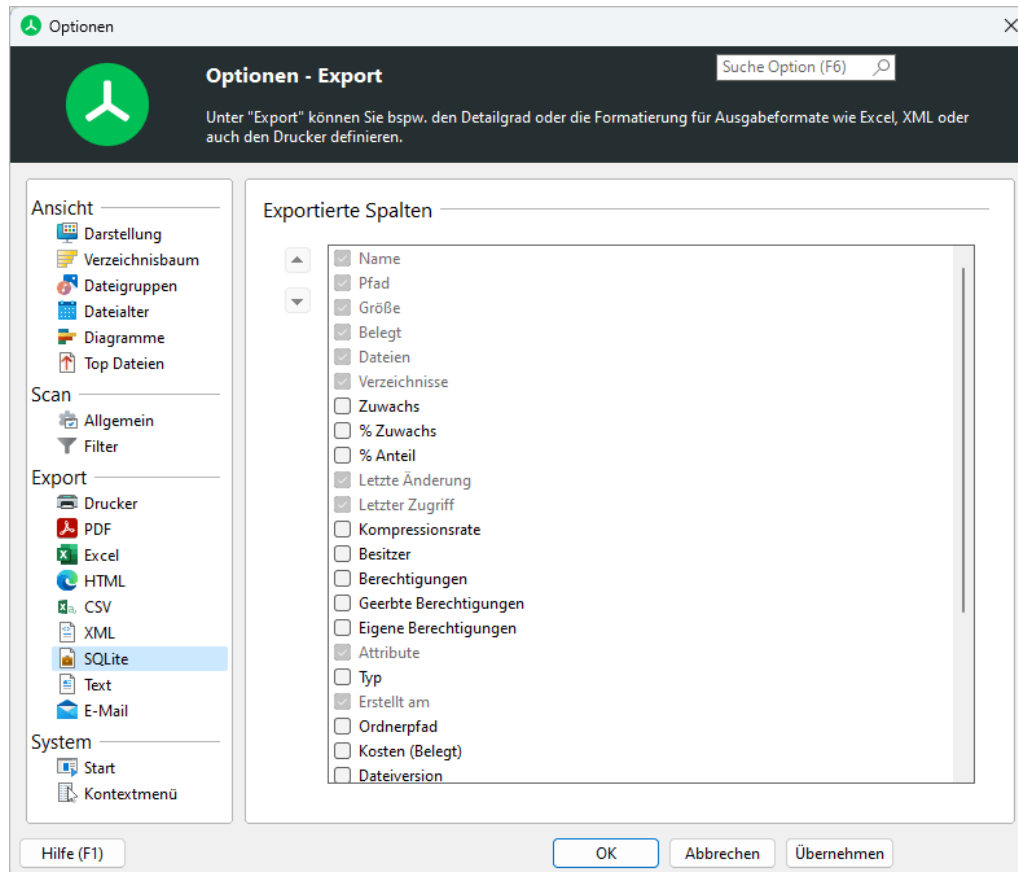 Optionen
Optionen - Export
Suche Option (F6)
Unter "Export" können Sie bspw. den Detailgrad oder die Formatierung für Ausgabeformate wie Excel, XML oder
auch den Drucker definieren.
Ansicht
Darstellung
Verzeichnisbaum
Dateigruppen
Dateialter
Diagramme
Top Dateien
Scan
Allgemein
Filter
Export
Drucker
PDF
Excel
HTML
CSV
XML
SQLite
Text
E-Mail
System
Start
Kontextmenü
Exportierte Spalten
Name
Pfad
Größe
Belegt
Dateien
Verzeichnisse
Zuwachs
% Zuwachs
% Anteil
Letzte Änderung
Letzter Zugriff
Kompressionsrate
Besitzer
Berechtigungen
Geerbte Berechtigungen
Eigene Berechtigungen
Attribute
Typ
Erstellt am
Ordnerpfad
Kosten (Belegt)
Dateiversion
Hilfe (F1)
OK
Abbrechen
Übernehmen